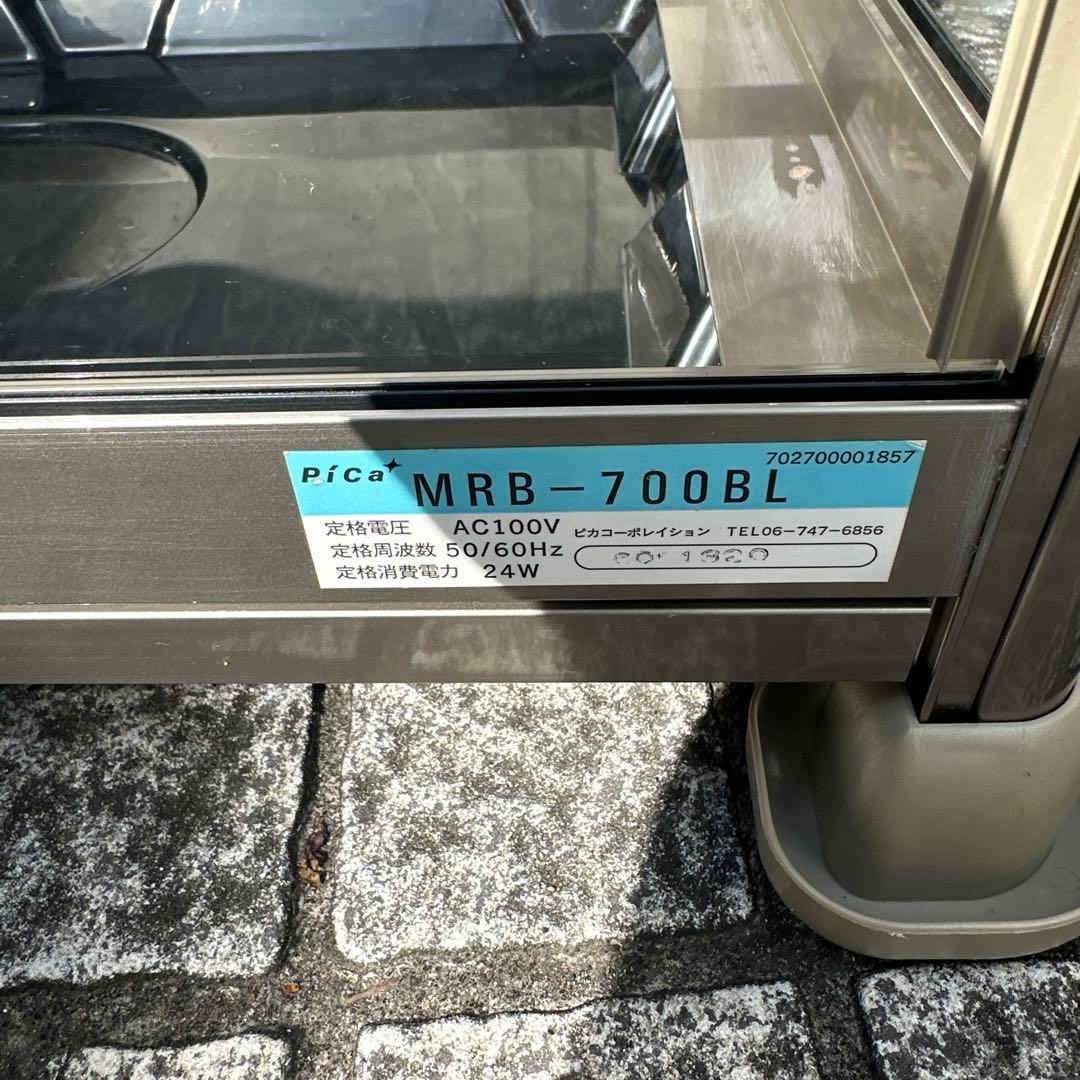 702700001857
Pica MRB-700BL
定格電圧 AC100V ピカコーポレイション TEL06-747-6856
定格周波数 50/60Hz
定格消費電力 24W